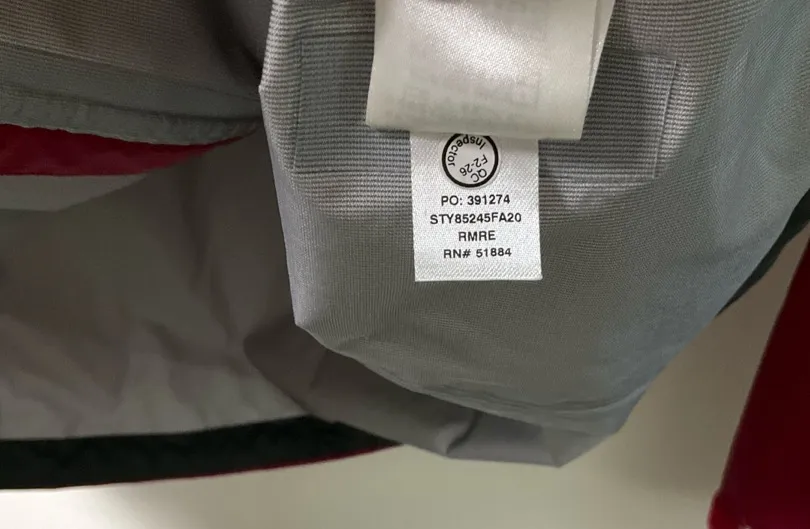 Inspector
QC
F2-26
PO: 391274
STY85245FA20
RMRE
RN# 51884